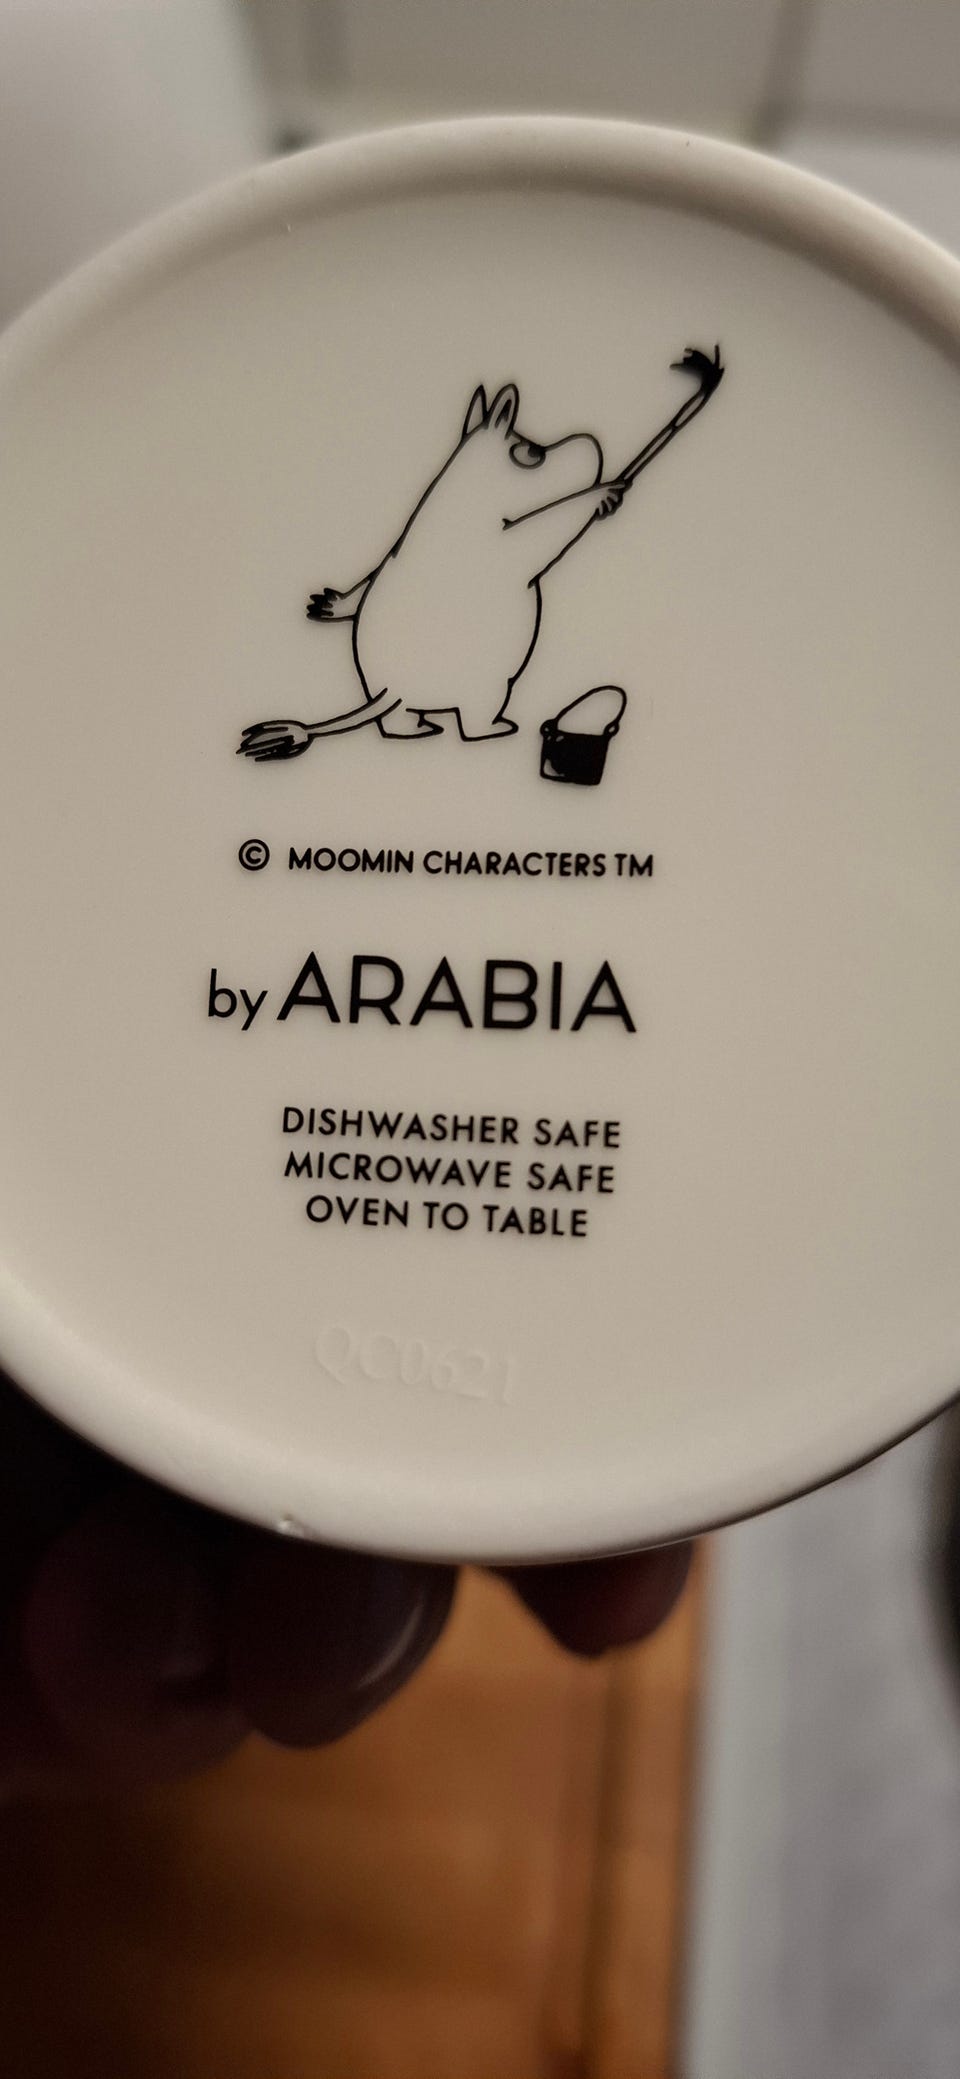 © MOOMIN CHARACTERS TM
by ARABIA
DISHWASHER SAFE
MICROWAVE SAFE
OVEN TO TABLE
QC0621